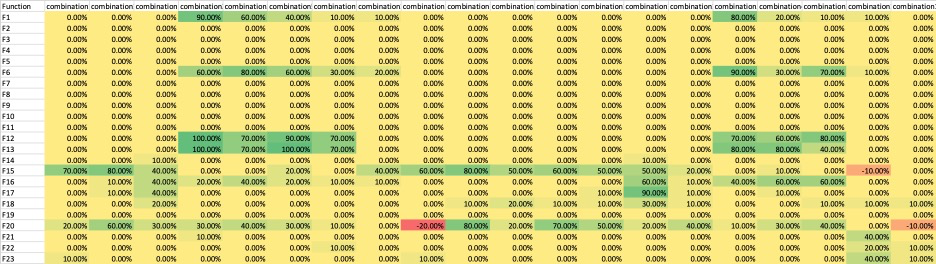 Function combination combination combination combination combination combination combination combination combination combination combination combination combination combination combination combination combination combination combination combination
F1 0.00% 0.00% 0.00% 90.00% 60.00% 40.00% 10.00% 10.00% 0.00% 0.00% 0.00% 0.00% 0.00% 0.00% 0.00% 80.00% 20.00% 10.00% 10.00% 0.00%
F2 0.00% 0.00% 0.00% 0.00% 0.00% 0.00% 0.00% 0.00% 0.00% 0.00% 0.00% 0.00% 0.00% 0.00% 0.00% 0.00% 0.00% 0.00% 0.00% 0.00%
F3 0.00% 0.00% 0.00% 0.00% 0.00% 0.00% 0.00% 0.00% 0.00% 0.00% 0.00% 0.00% 0.00% 0.00% 0.00% 0.00% 0.00% 0.00% 0.00% 0.00%
F4 0.00% 0.00% 0.00% 0.00% 0.00% 0.00% 0.00% 0.00% 0.00% 0.00% 0.00% 0.00% 0.00% 0.00% 0.00% 0.00% 0.00% 0.00% 0.00% 0.00%
F5 0.00% 0.00% 0.00% 0.00% 0.00% 0.00% 0.00% 0.00% 0.00% 0.00% 0.00% 0.00% 0.00% 0.00% 0.00% 0.00% 0.00% 0.00% 0.00% 0.00%
F6 0.00% 0.00% 0.00% 60.00% 80.00% 60.00% 30.00% 20.00% 0.00% 0.00% 0.00% 0.00% 0.00% 0.00% 0.00% 90.00% 30.00% 70.00% 10.00% 0.00%
F7 0.00% 0.00% 0.00% 0.00% 0.00% 0.00% 0.00% 0.00% 0.00% 0.00% 0.00% 0.00% 0.00% 0.00% 0.00% 0.00% 0.00% 0.00% 0.00% 0.00%
F8 0.00% 0.00% 0.00% 0.00% 0.00% 0.00% 0.00% 0.00% 0.00% 0.00% 0.00% 0.00% 0.00% 0.00% 0.00% 0.00% 0.00% 0.00% 0.00% 0.00%
F9 0.00% 0.00% 0.00% 0.00% 0.00% 0.00% 0.00% 0.00% 0.00% 0.00% 0.00% 0.00% 0.00% 0.00% 0.00% 0.00% 0.00% 0.00% 0.00% 0.00%
F10 0.00% 0.00% 0.00% 0.00% 0.00% 0.00% 0.00% 0.00% 0.00% 0.00% 0.00% 0.00% 0.00% 0.00% 0.00% 0.00% 0.00% 0.00% 0.00% 0.00%
F11 0.00% 0.00% 0.00% 0.00% 0.00% 0.00% 0.00% 0.00% 0.00% 0.00% 0.00% 0.00% 0.00% 0.00% 0.00% 0.00% 0.00% 0.00% 0.00% 0.00%
F12 0.00% 0.00% 0.00% 100.00% 70.00% 90.00% 70.00% 0.00% 0.00% 0.00% 0.00% 0.00% 0.00% 0.00% 0.00% 70.00% 60.00% 80.00% 0.00% 0.00%
F13 0.00% 0.00% 0.00% 100.00% 70.00% 100.00% 70.00% 0.00% 0.00% 0.00% 0.00% 0.00% 0.00% 0.00% 0.00% 80.00% 80.00% 40.00% 0.00% 0.00%
F14 0.00% 0.00% 10.00% 0.00% 0.00% 0.00% 0.00% 0.00% 0.00% 0.00% 0.00% 0.00% 0.00% 10.00% 0.00% 0.00% 0.00% 0.00% 0.00% 0.00%
F15 70.00% 80.00% 40.00% 0.00% 0.00% 20.00% 0.00% 40.00% 60.00% 80.00% 50.00% 60.00% 50.00% 50.00% 20.00% 0.00% 10.00% 0.00% -10.00% 0.00%
F16 0.00% 10.00% 40.00% 20.00% 40.00% 20.00% 10.00% 10.00% 0.00% 0.00% 0.00% 0.00% 0.00% 60.00% 10.00% 40.00% 60.00% 60.00% 0.00% 0.00%
F17 0.00% 10.00% 40.00% 0.00% 0.00% 0.00% 10.00% 0.00% 0.00% 0.00% 0.00% 0.00% 10.00% 90.00% 0.00% 0.00% 0.00% 0.00% 0.00% 0.00%
F18 0.00% 0.00% 20.00% 0.00% 0.00% 0.00% 0.00% 0.00% 0.00% 10.00% 20.00% 10.00% 10.00% 30.00% 10.00% 0.00% 0.00% 0.00% 10.00% 10.00%
F19 0.00% 0.00% 0.00% 0.00% 0.00% 0.00% 0.00% 0.00% 0.00% 0.00% 0.00% 0.00% 0.00% 0.00% 0.00% 0.00% 0.00% 0.00% 0.00% 0.00%
F20 20.00% 60.00% 30.00% 30.00% 40.00% 30.00% 10.00% 0.00% -20.00% 80.00% 20.00% 70.00% 50.00% 20.00% 40.00% 10.00% 30.00% 40.00% 0.00% -10.00%
F21 0.00% 0.00% 0.00% 10.00% 0.00% 0.00% 0.00% 0.00% 0.00% 0.00% 0.00% 0.00% 0.00% 0.00% 0.00% 0.00% 0.00% 0.00% 40.00% 0.00%
F22 0.00% 0.00% 0.00% 0.00% 0.00% 0.00% 10.00% 0.00% 0.00% 0.00% 0.00% 0.00% 0.00% 0.00% 0.00% 0.00% 0.00% 0.00% 20.00% 10.00%
F23 10.00% 0.00% 0.00% 0.00% 0.00% 0.00% 0.00% 0.00% 10.00% 0.00% 0.00% 0.00% 0.00% 0.00% 0.00% 0.00% 0.00% 0.00% 40.00% 10.00%